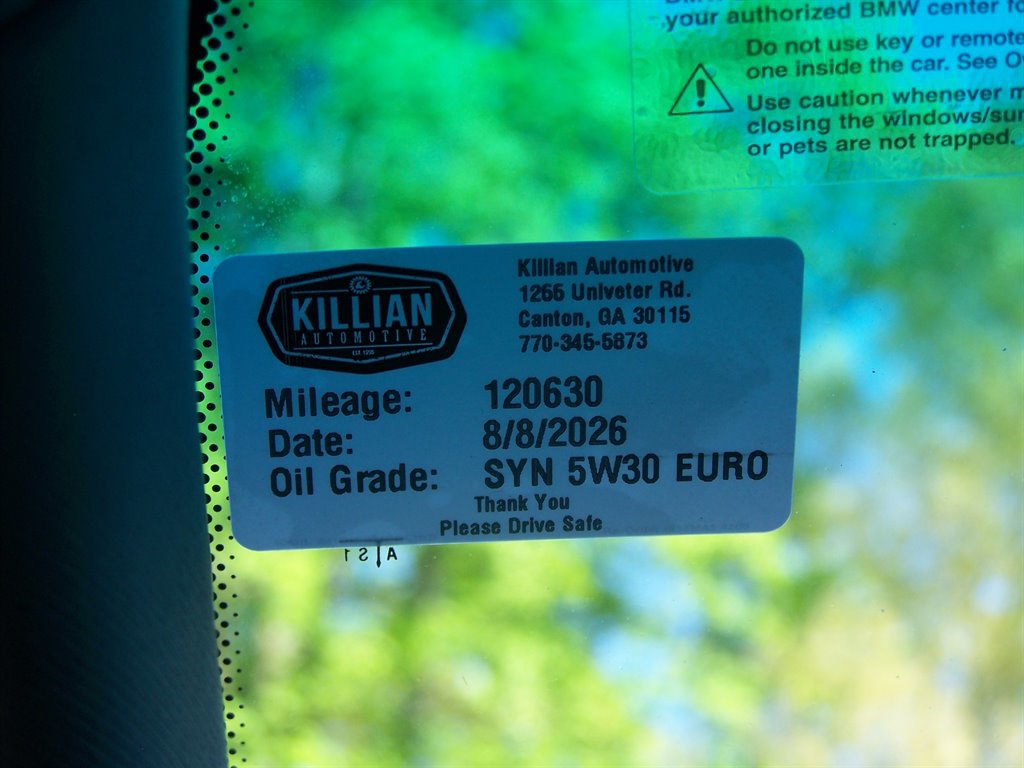 your authorized BMW center fo
Do not use key or remote
one inside the car. See O
Use caution whenever m
closing the windows/sun
or pets are not trapped.
KILLIAN
AUTOMOTIVE
Killian Automotive
1266 Univeter Rd.
Canton, GA 30115
770-345-5873
Mileage: 120630
Date: 8/8/2026
Oil Grade: SYN 5W30 EURO
Thank You
Please Drive Safe
AS1